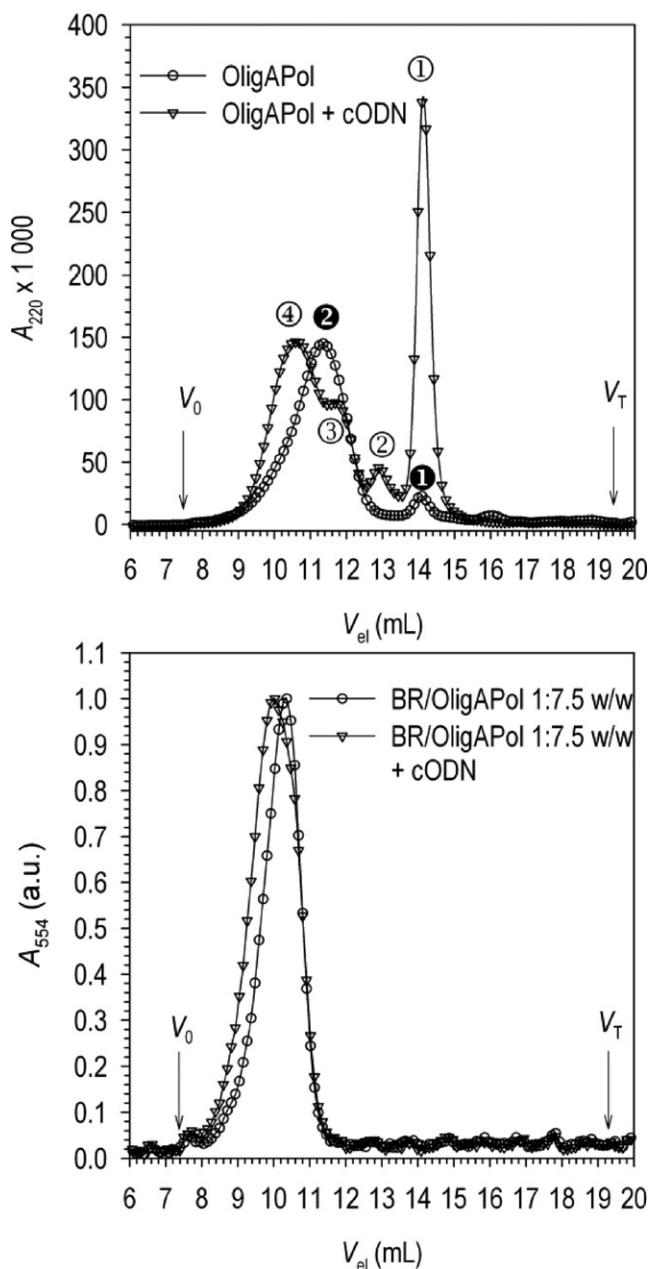 400
350
300
250
200
150
100
50
0
A220 x 1 000
OligAPol
OligAPol + cODN
①
④
❷
③
②
❶
V0
VT
6 7 8 9 10 11 12 13 14 15 16 17 18 19 20
Vel (mL)
1.1
1.0
0.9
0.8
0.7
0.6
0.5
0.4
0.3
0.2
0.1
0.0
A554 (a.u.)
BR/OligAPol 1:7.5 w/w
BR/OligAPol 1:7.5 w/w
+ cODN
V0
VT
6 7 8 9 10 11 12 13 14 15 16 17 18 19 20
Vel (mL)